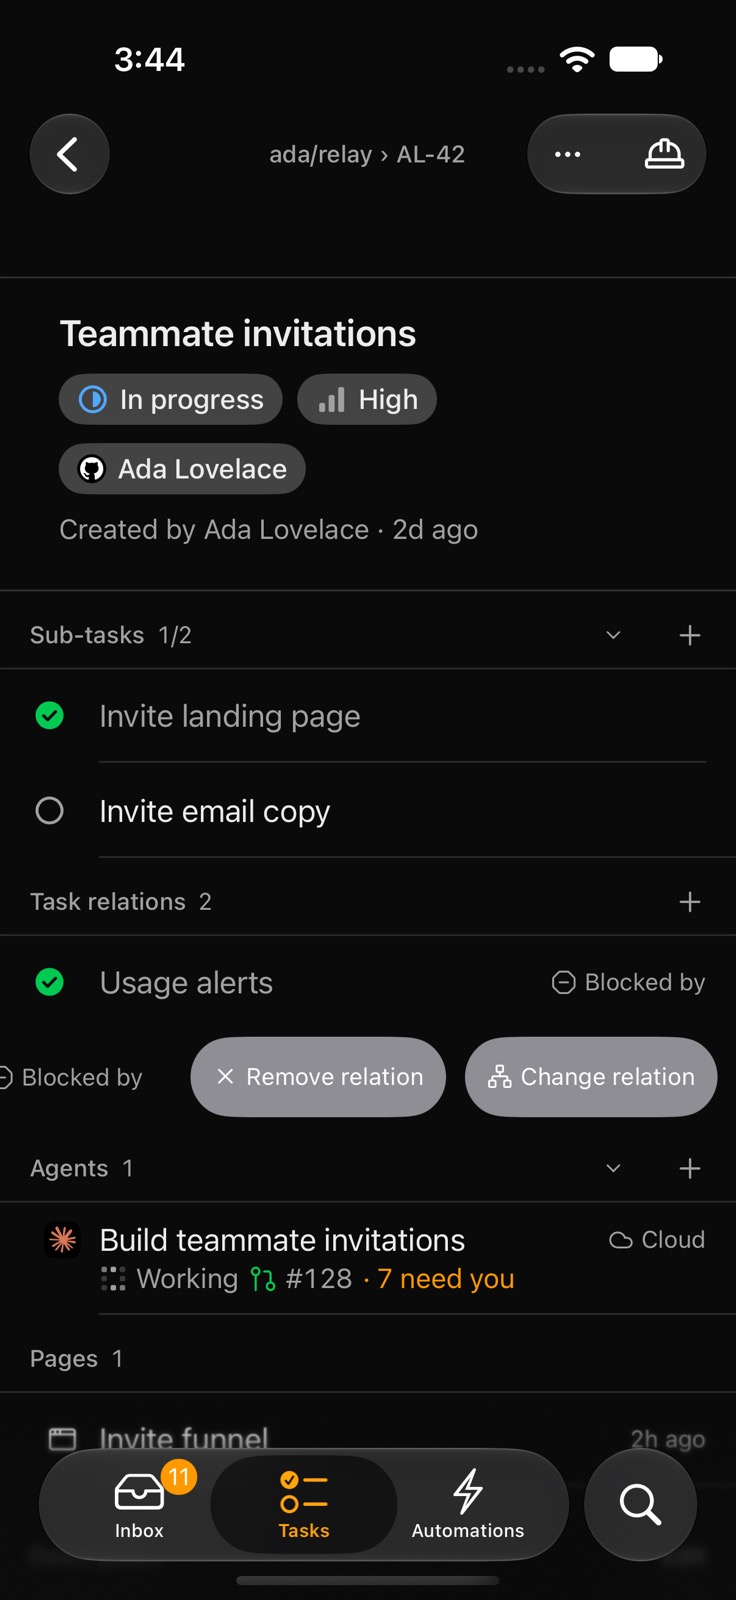 3:44
ada/relay › AL-42
Teammate invitations
In progress
High
Ada Lovelace
Created by Ada Lovelace · 2d ago
Sub-tasks 1/2
Invite landing page
Invite email copy
Task relations 2
Usage alerts
Blocked by
Blocked by
Remove relation
Change relation
Agents 1
Build teammate invitations
Cloud
Working #128 · 7 need you
Pages 1
Invite funnel
2h ago
11
Inbox
Tasks
Automations